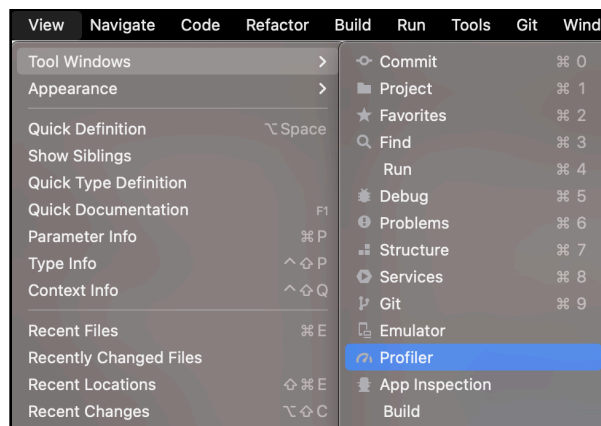 View Navigate Code Refactor Build Run Tools Git Wind
Tool Windows >
Appearance >
Quick Definition ⌥ Space
Show Siblings
Quick Type Definition
Quick Documentation F1
Parameter Info ⌘ P
Type Info ^ ⇧ P
Context Info ^ ⇧ Q
Recent Files ⌘ E
Recently Changed Files
Recent Locations ⇧ ⌘ E
Recent Changes ⌥ ⇧ C
Commit ⌘ 0
Project ⌘ 1
Favorites ⌘ 2
Find ⌘ 3
Run ⌘ 4
Debug ⌘ 5
Problems ⌘ 6
Structure ⌘ 7
Services ⌘ 8
Git ⌘ 9
Emulator
Profiler
App Inspection
Build